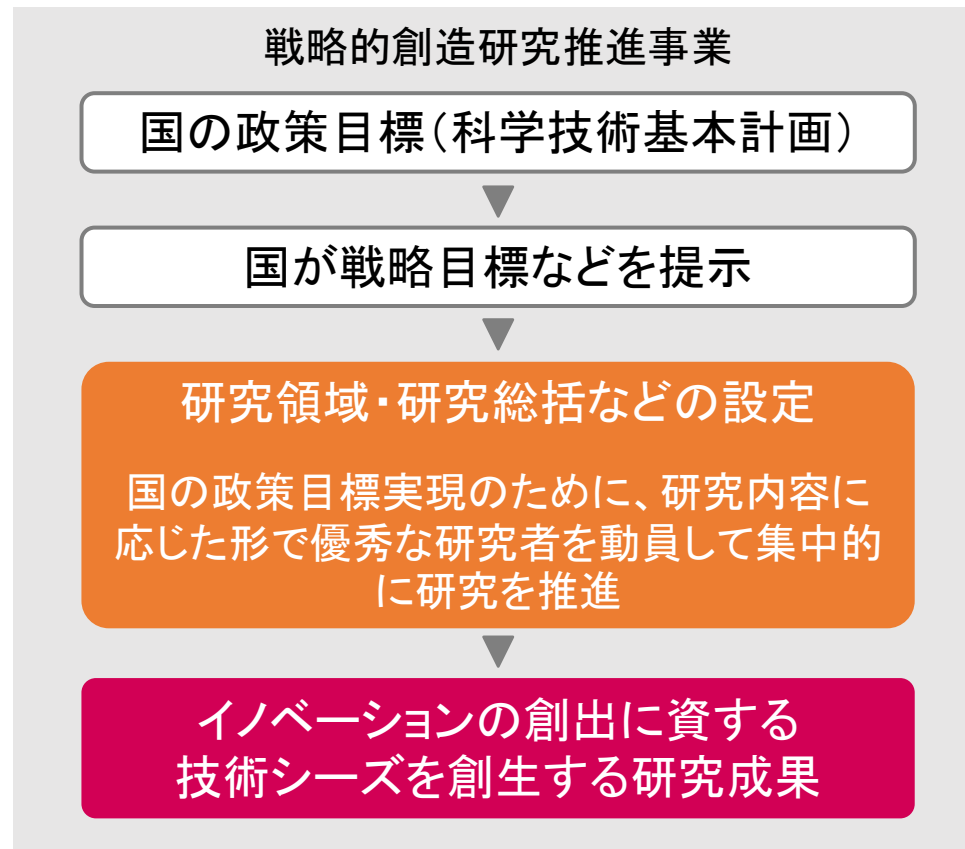 戦略的創造研究推進事業
国の政策目標（科学技術基本計画）
国が戦略目標などを提示
研究領域・研究総括などの設定
国の政策目標実現のために、研究内容に
応じた形で優秀な研究者を動員して集中的
に研究を推進
イノベーションの創出に資する
技術シーズを創生する研究成果